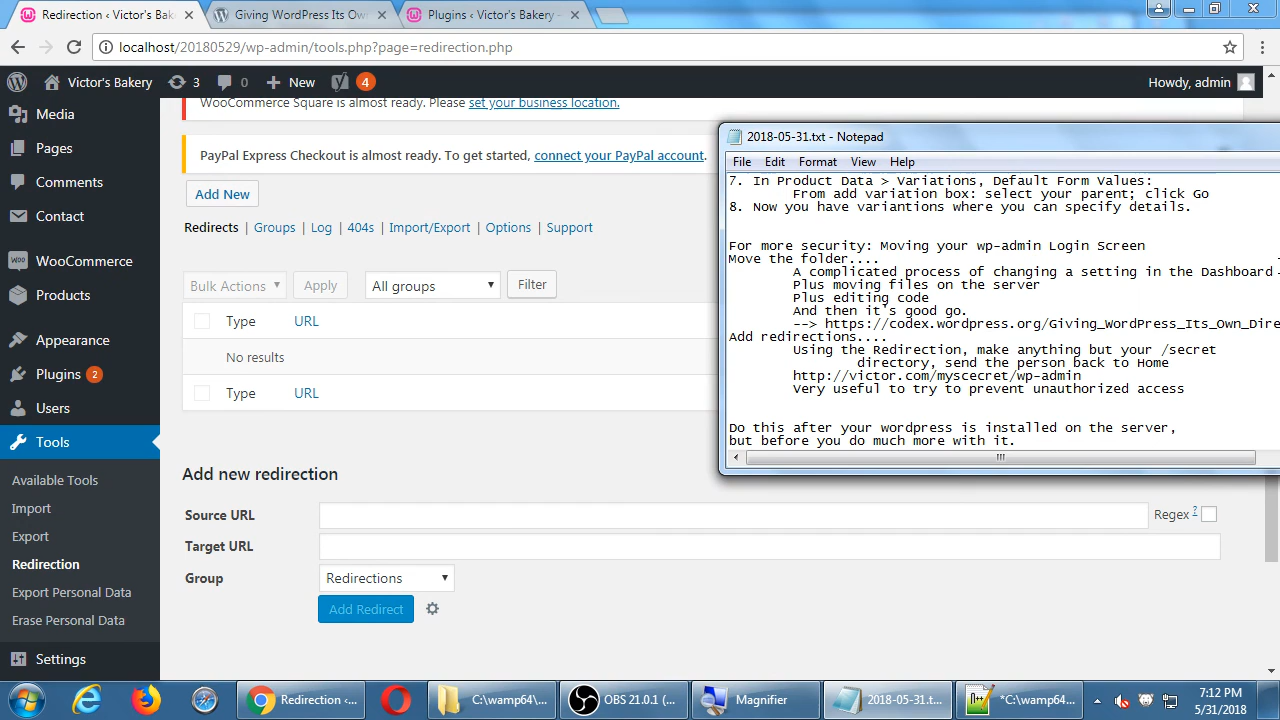 Redirection ‹ Victor's Bak
Giving WordPress Its Own
Plugins ‹ Victor's Bakery –
localhost/20180529/wp-admin/tools.php?page=redirection.php
Victor's Bakery
3
0
New
4
Howdy, admin
Media
Pages
Comments
Contact
WooCommerce
Products
Appearance
Plugins 2
Users
Tools
Available Tools
Import
Export
Redirection
Export Personal Data
Erase Personal Data
Settings
WooCommerce Square is almost ready. Please set your business location.
PayPal Express Checkout is almost ready. To get started, connect your PayPal account.
Add New
Redirects | Groups | Log | 404s | Import/Export | Options | Support
Bulk Actions
Apply
All groups
Filter
Type URL
No results
Type URL
Add new redirection
Source URL
Regex ?
Target URL
Group Redirections
Add Redirect
2018-05-31.txt - Notepad
File Edit Format View Help
7. In Product Data > Variations, Default Form Values:
From add variation box: select your parent; click Go
8. Now you have variantions where you can specify details.
For more security: Moving your wp-admin Login Screen
Move the folder....
A complicated process of changing a setting in the Dashboard
Plus moving files on the server
Plus editing code
And then it's good go.
--> https://codex.wordpress.org/Giving_WordPress_Its_Own_Dire
Add redirections....
Using the Redirection, make anything but your /secret
directory, send the person back to Home
http://victor.com/myscecret/wp-admin
Very useful to try to prevent unauthorized access
Do this after your wordpress is installed on the server,
but before you do much more with it.
Redirection ‹...
C:\wamp64\...
OBS 21.0.1 (...
Magnifier
2018-05-31.t...
*C:\wamp64...
7:12 PM
5/31/2018